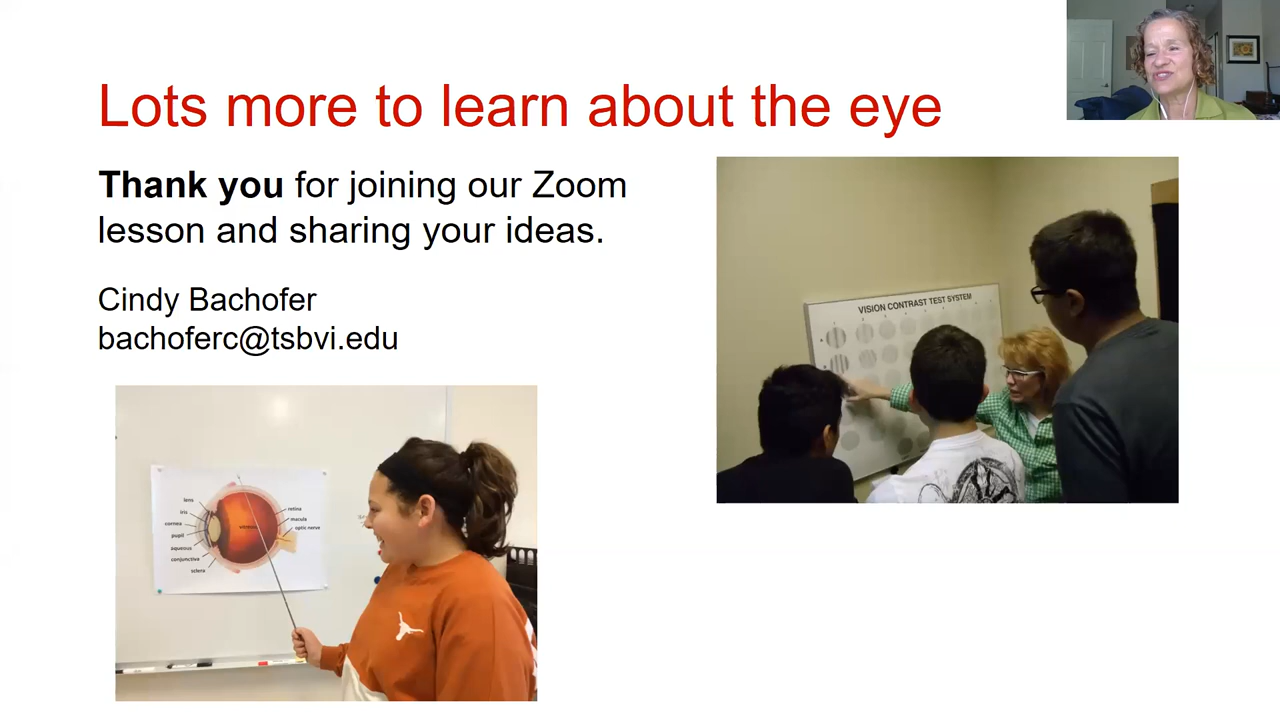 Lots more to learn about the eye
Thank you for joining our Zoom
lesson and sharing your ideas.
Cindy Bachofer
bachoferc@tsbvi.edu
VISION CONTRAST TEST SYSTEM
lens
iris
cornea
pupil
aqueous
conjunctiva
sclera
vitreous
retina
macula
optic nerve